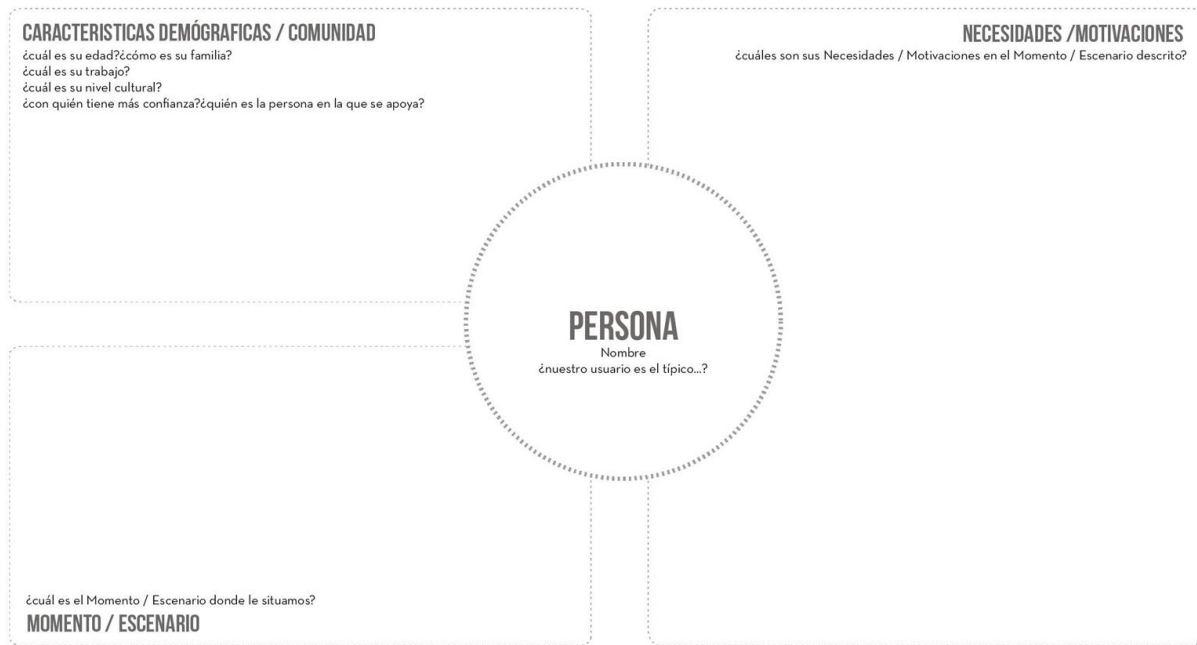 CARACTERISTICAS DEMÓGRAFICAS / COMUNIDAD
¿cuál es su edad?¿cómo es su familia?
¿cuál es su trabajo?
¿cuál es su nivel cultural?
¿con quién tiene más confianza?¿quién es la persona en la que se apoya?
NECESIDADES /MOTIVACIONES
¿cuáles son sus Necesidades / Motivaciones en el Momento / Escenario descrito?
PERSONA
Nombre
¿nuestro usuario es el típico...?
¿cuál es el Momento / Escenario donde le situamos?
MOMENTO / ESCENARIO